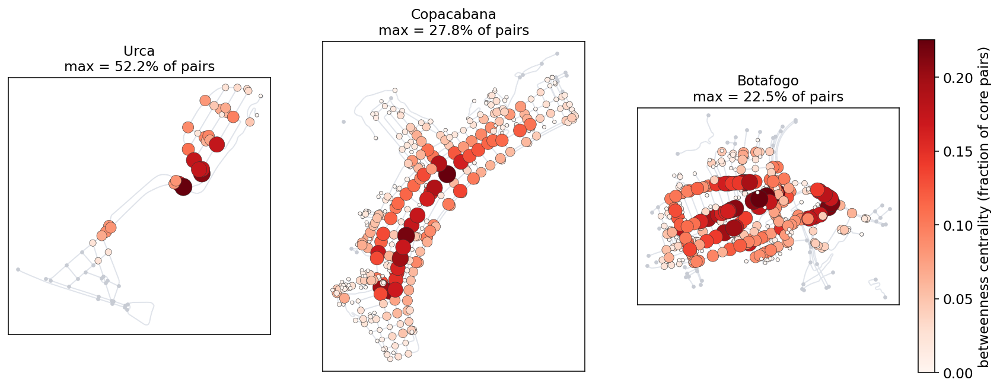 Urca
max = 52.2% of pairs
Copacabana
max = 27.8% of pairs
Botafogo
max = 22.5% of pairs
0.20
0.15
0.10
0.05
0.00
betweenness centrality (fraction of core pairs)